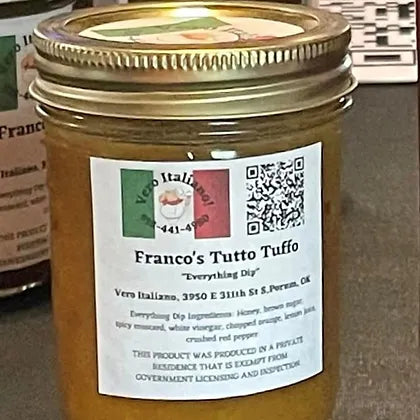 Vero Italiano!
441-4980
Franco's Tutto Tuffo
"Everything Dip"
Vero Italiano, 3950 E 311th St S, Porum, OK
Everything Dip Ingredients: Honey, brown sugar,
spicy mustard, white vinegar, chopped orange, lemon juice,
crushed red pepper
THIS PRODUCT WAS PRODUCED IN A PRIVATE
RESIDENCE THAT IS EXEMPT FROM
GOVERNMENT LICENSING AND INSPECTION